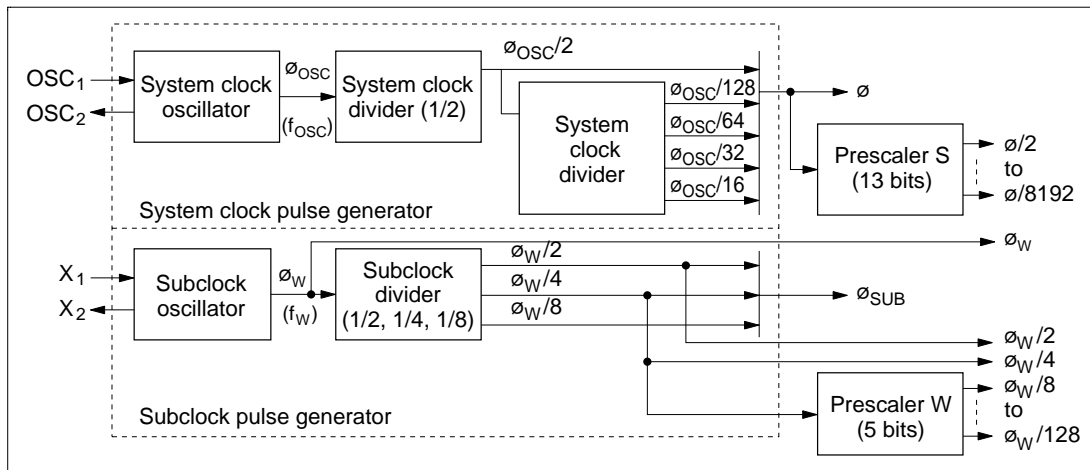 OSC1
OSC2
System clock
oscillator
øOSC
(fOSC)
System clock
divider (1/2)
øOSC/2
System
clock
divider
øOSC/128
øOSC/64
øOSC/32
øOSC/16
ø
Prescaler S
(13 bits)
ø/2
to
ø/8192
System clock pulse generator
X1
X2
Subclock
oscillator
øW
(fW)
Subclock
divider
(1/2, 1/4, 1/8)
øW/2
øW/4
øW/8
øW
øSUB
øW/2
øW/4
Prescaler W
(5 bits)
øW/8
to
øW/128
Subclock pulse generator